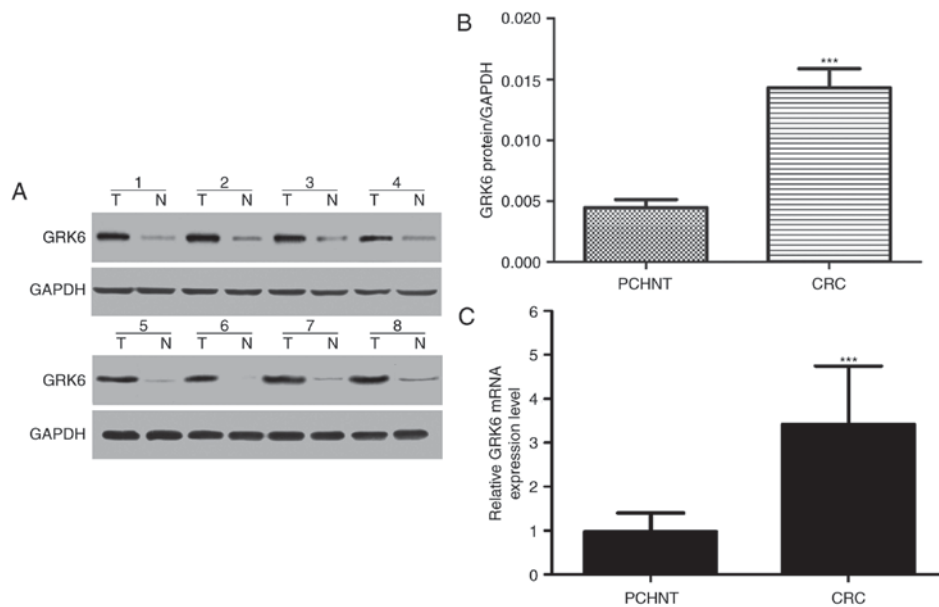 A
1 2 3 4
T N T N T N T N
GRK6
GAPDH
5 6 7 8
T N T N T N T N
GRK6
GAPDH
B
GRK6 protein/GAPDH
0.020
0.015
0.010
0.005
0.000
***
PCHNT CRC
C
Relative GRK6 mRNA
expression level
6
5
4
3
2
1
0
***
PCHNT CRC